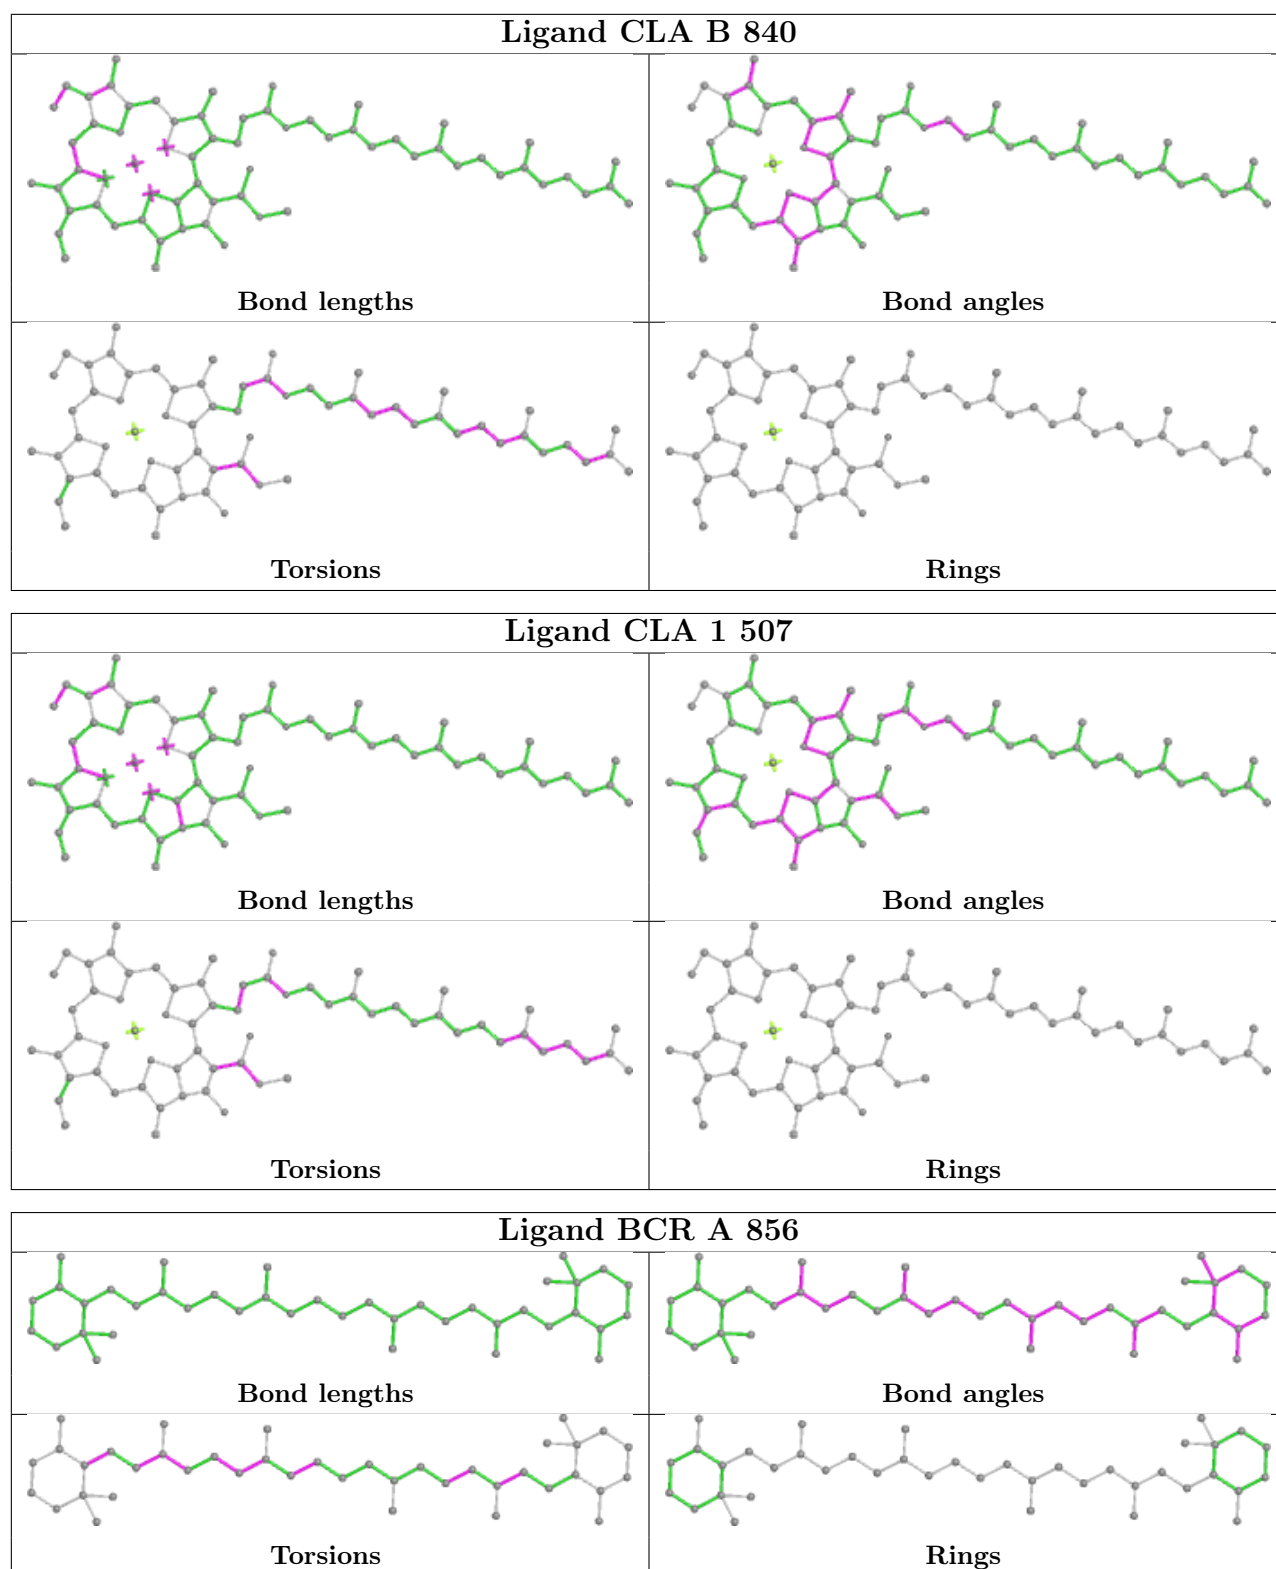 Ligand CLA B 840
Bond lengths
Bond angles
Torsions
Rings
Ligand CLA 1 507
Bond lengths
Bond angles
Torsions
Rings
Ligand BCR A 856
Bond lengths
Bond angles
Torsions
Rings